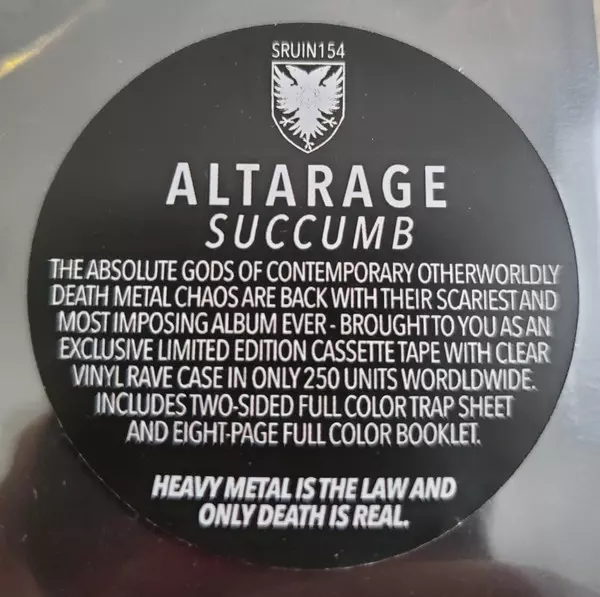 SRUIN154
ALTARAGE
SUCCUMB
THE ABSOLUTE GODS OF CONTEMPORARY OTHERWORLDLY
DEATH METAL CHAOS ARE BACK WITH THEIR SCARIEST AND
MOST IMPOSING ALBUM EVER - BROUGHT TO YOU AS AN
EXCLUSIVE LIMITED EDITION CASSETTE TAPE WITH CLEAR
VINYL RAVE CASE IN ONLY 250 UNITS WORDLDWIDE.
INCLUDES TWO-SIDED FULL COLOR TRAP SHEET
AND EIGHT-PAGE FULL COLOR BOOKLET.
HEAVY METAL IS THE LAW AND
ONLY DEATH IS REAL.